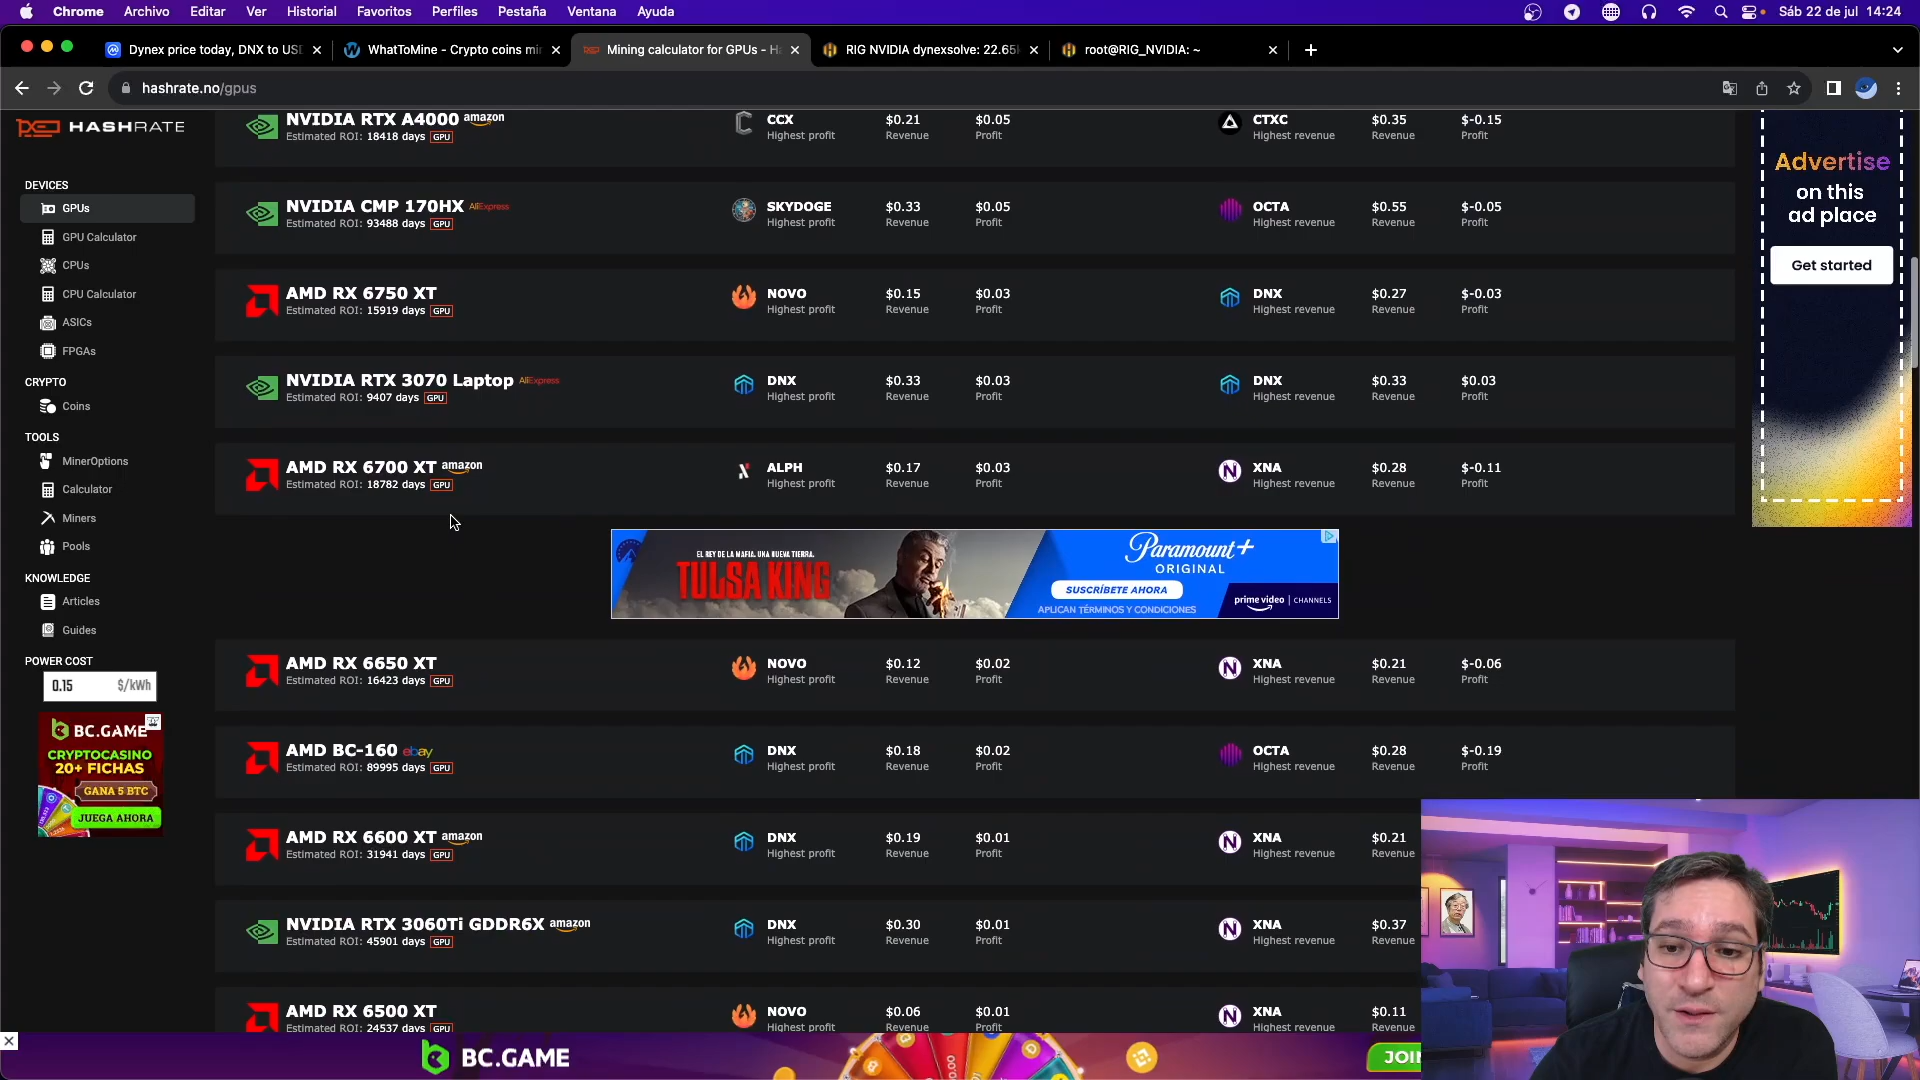 Chrome Archivo Editar Ver Historial Favoritos Perfiles Pestaña Ventana Ayuda Sáb 22 de jul 14:24
Dynex price today, DNX to USD WhatToMine - Crypto coins min Mining calculator for GPUs - Ha RIG NVIDIA dynexsolve: 22.65k root@RIG_NVIDIA: ~
hashrate.no/gpus
HASHRATE
DEVICES
GPUs
GPU Calculator
CPUs
CPU Calculator
ASICs
FPGAs
CRYPTO
Coins
TOOLS
MinerOptions
Calculator
Miners
Pools
KNOWLEDGE
Articles
Guides
POWER COST
0.15 $/kWh
BC.GAME
CRYPTOCASINO
20+ FICHAS
GANA 5 BTC
JUEGA AHORA
NVIDIA RTX A4000 amazon CCX $0.21 $0.05 CTXC $0.35 $-0.15
Estimated ROI: 18418 days GPU Highest profit Revenue Profit Highest revenue Revenue Profit
NVIDIA CMP 170HX AliExpress SKYDOGE $0.33 $0.05 OCTA $0.55 $-0.05
Estimated ROI: 93488 days GPU Highest profit Revenue Profit Highest revenue Revenue Profit
AMD RX 6750 XT NOVO $0.15 $0.03 DNX $0.27 $-0.03
Estimated ROI: 15919 days GPU Highest profit Revenue Profit Highest revenue Revenue Profit
NVIDIA RTX 3070 Laptop AliExpress DNX $0.33 $0.03 DNX $0.33 $0.03
Estimated ROI: 9407 days GPU Highest profit Revenue Profit Highest revenue Revenue Profit
AMD RX 6700 XT amazon ALPH $0.17 $0.03 XNA $0.28 $-0.11
Estimated ROI: 18782 days GPU Highest profit Revenue Profit Highest revenue Revenue Profit
EL REY DE LA MAFIA. UNA NUEVA TIERRA.
TULSA KING
Paramount+
ORIGINAL
SUSCRÍBETE AHORA
APLICAN TÉRMINOS Y CONDICIONES
prime video | CHANNELS
AMD RX 6650 XT NOVO $0.12 $0.02 XNA $0.21 $-0.06
Estimated ROI: 16423 days GPU Highest profit Revenue Profit Highest revenue Revenue Profit
AMD BC-160 ebay DNX $0.18 $0.02 OCTA $0.28 $-0.19
Estimated ROI: 89995 days GPU Highest profit Revenue Profit Highest revenue Revenue Profit
AMD RX 6600 XT amazon DNX $0.19 $0.01 XNA $0.21
Estimated ROI: 31941 days GPU Highest profit Revenue Profit Highest revenue Revenue
NVIDIA RTX 3060Ti GDDR6X amazon DNX $0.30 $0.01 XNA $0.37
Estimated ROI: 45901 days GPU Highest profit Revenue Profit Highest revenue Revenue
AMD RX 6500 XT NOVO $0.06 $0.01 XNA $0.11
Estimated ROI: 24537 days GPU Highest profit Revenue Profit Highest revenue Revenue
Advertise
on this
ad place
Get started
BC.GAME
JOIN